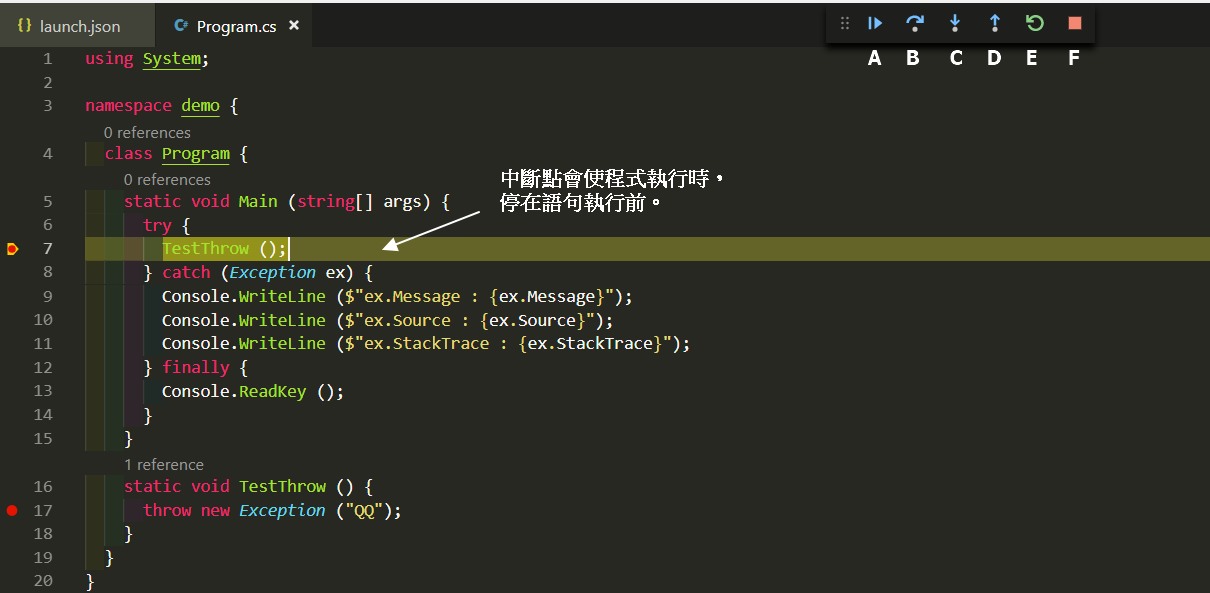 {} launch.json
C# Program.cs ×
A B C D E F
1 using System;
2
3 namespace demo {
0 references
4 class Program {
0 references
中斷點會使程式執行時，
停在語句執行前。
5 static void Main (string[] args) {
6 try {
7 TestThrow ();
8 } catch (Exception ex) {
9 Console.WriteLine ($"ex.Message : {ex.Message}");
10 Console.WriteLine ($"ex.Source : {ex.Source}");
11 Console.WriteLine ($"ex.StackTrace : {ex.StackTrace}");
12 } finally {
13 Console.ReadKey ();
14 }
15 }
1 reference
16 static void TestThrow () {
17 throw new Exception ("QQ");
18 }
19 }
20 }